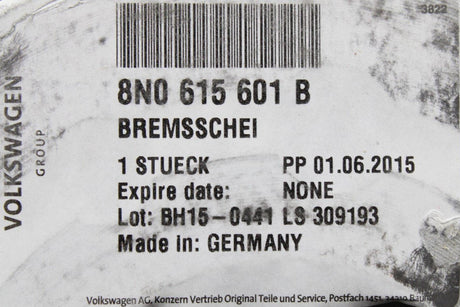 3822
8N0 615 601 B
BREMSSCHEI
VOLKSWAGEN
GROUP
1 STUECK PP 01.06.2015
Expire date: NONE
Lot: BH15-0441 LS 309193
Made in: GERMANY
Volkswagen AG, Konzern Vertrieb Original Teile und Service, Postfach